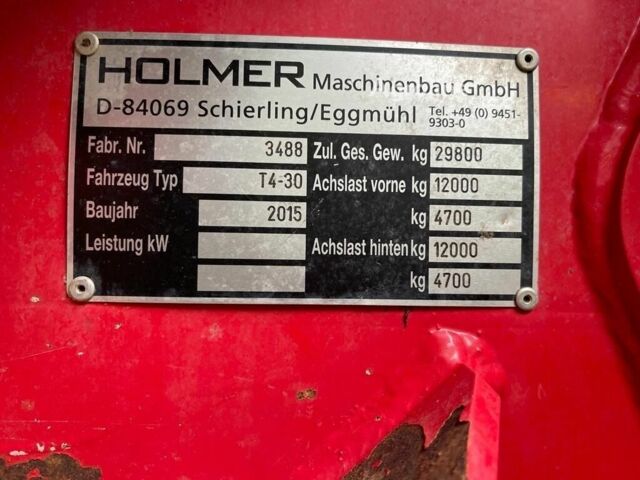 HOLMER Maschinenbau GmbH
D-84069 Schierling/Eggmühl Tel. +49 (0) 9451-
9303-0
Fabr. Nr. 3488 Zul. Ges. Gew. kg 29800
Fahrzeug Typ T4-30 Achslast vorne kg 12000
Baujahr 2015 kg 4700
Leistung kW Achslast hinten kg 12000
kg 4700